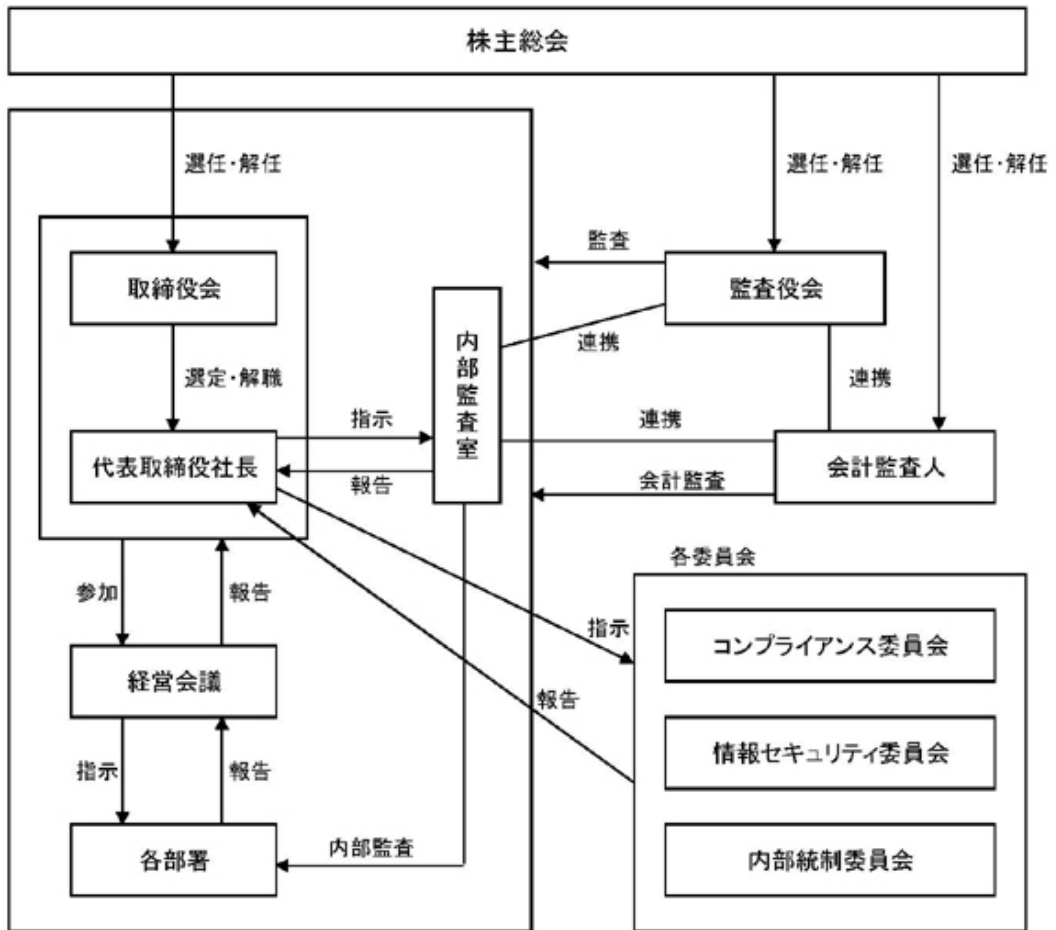 株主総会
選任・解任
選任・解任
選任・解任
取締役会
監査
監査役会
選定・解職
内部監査室
連携
連携
代表取締役社長
指示
報告
連携
会計監査
会計監査人
各委員会
参加
報告
指示
コンプライアンス委員会
経営会議
報告
情報セキュリティ委員会
指示
報告
各部署
内部監査
内部統制委員会